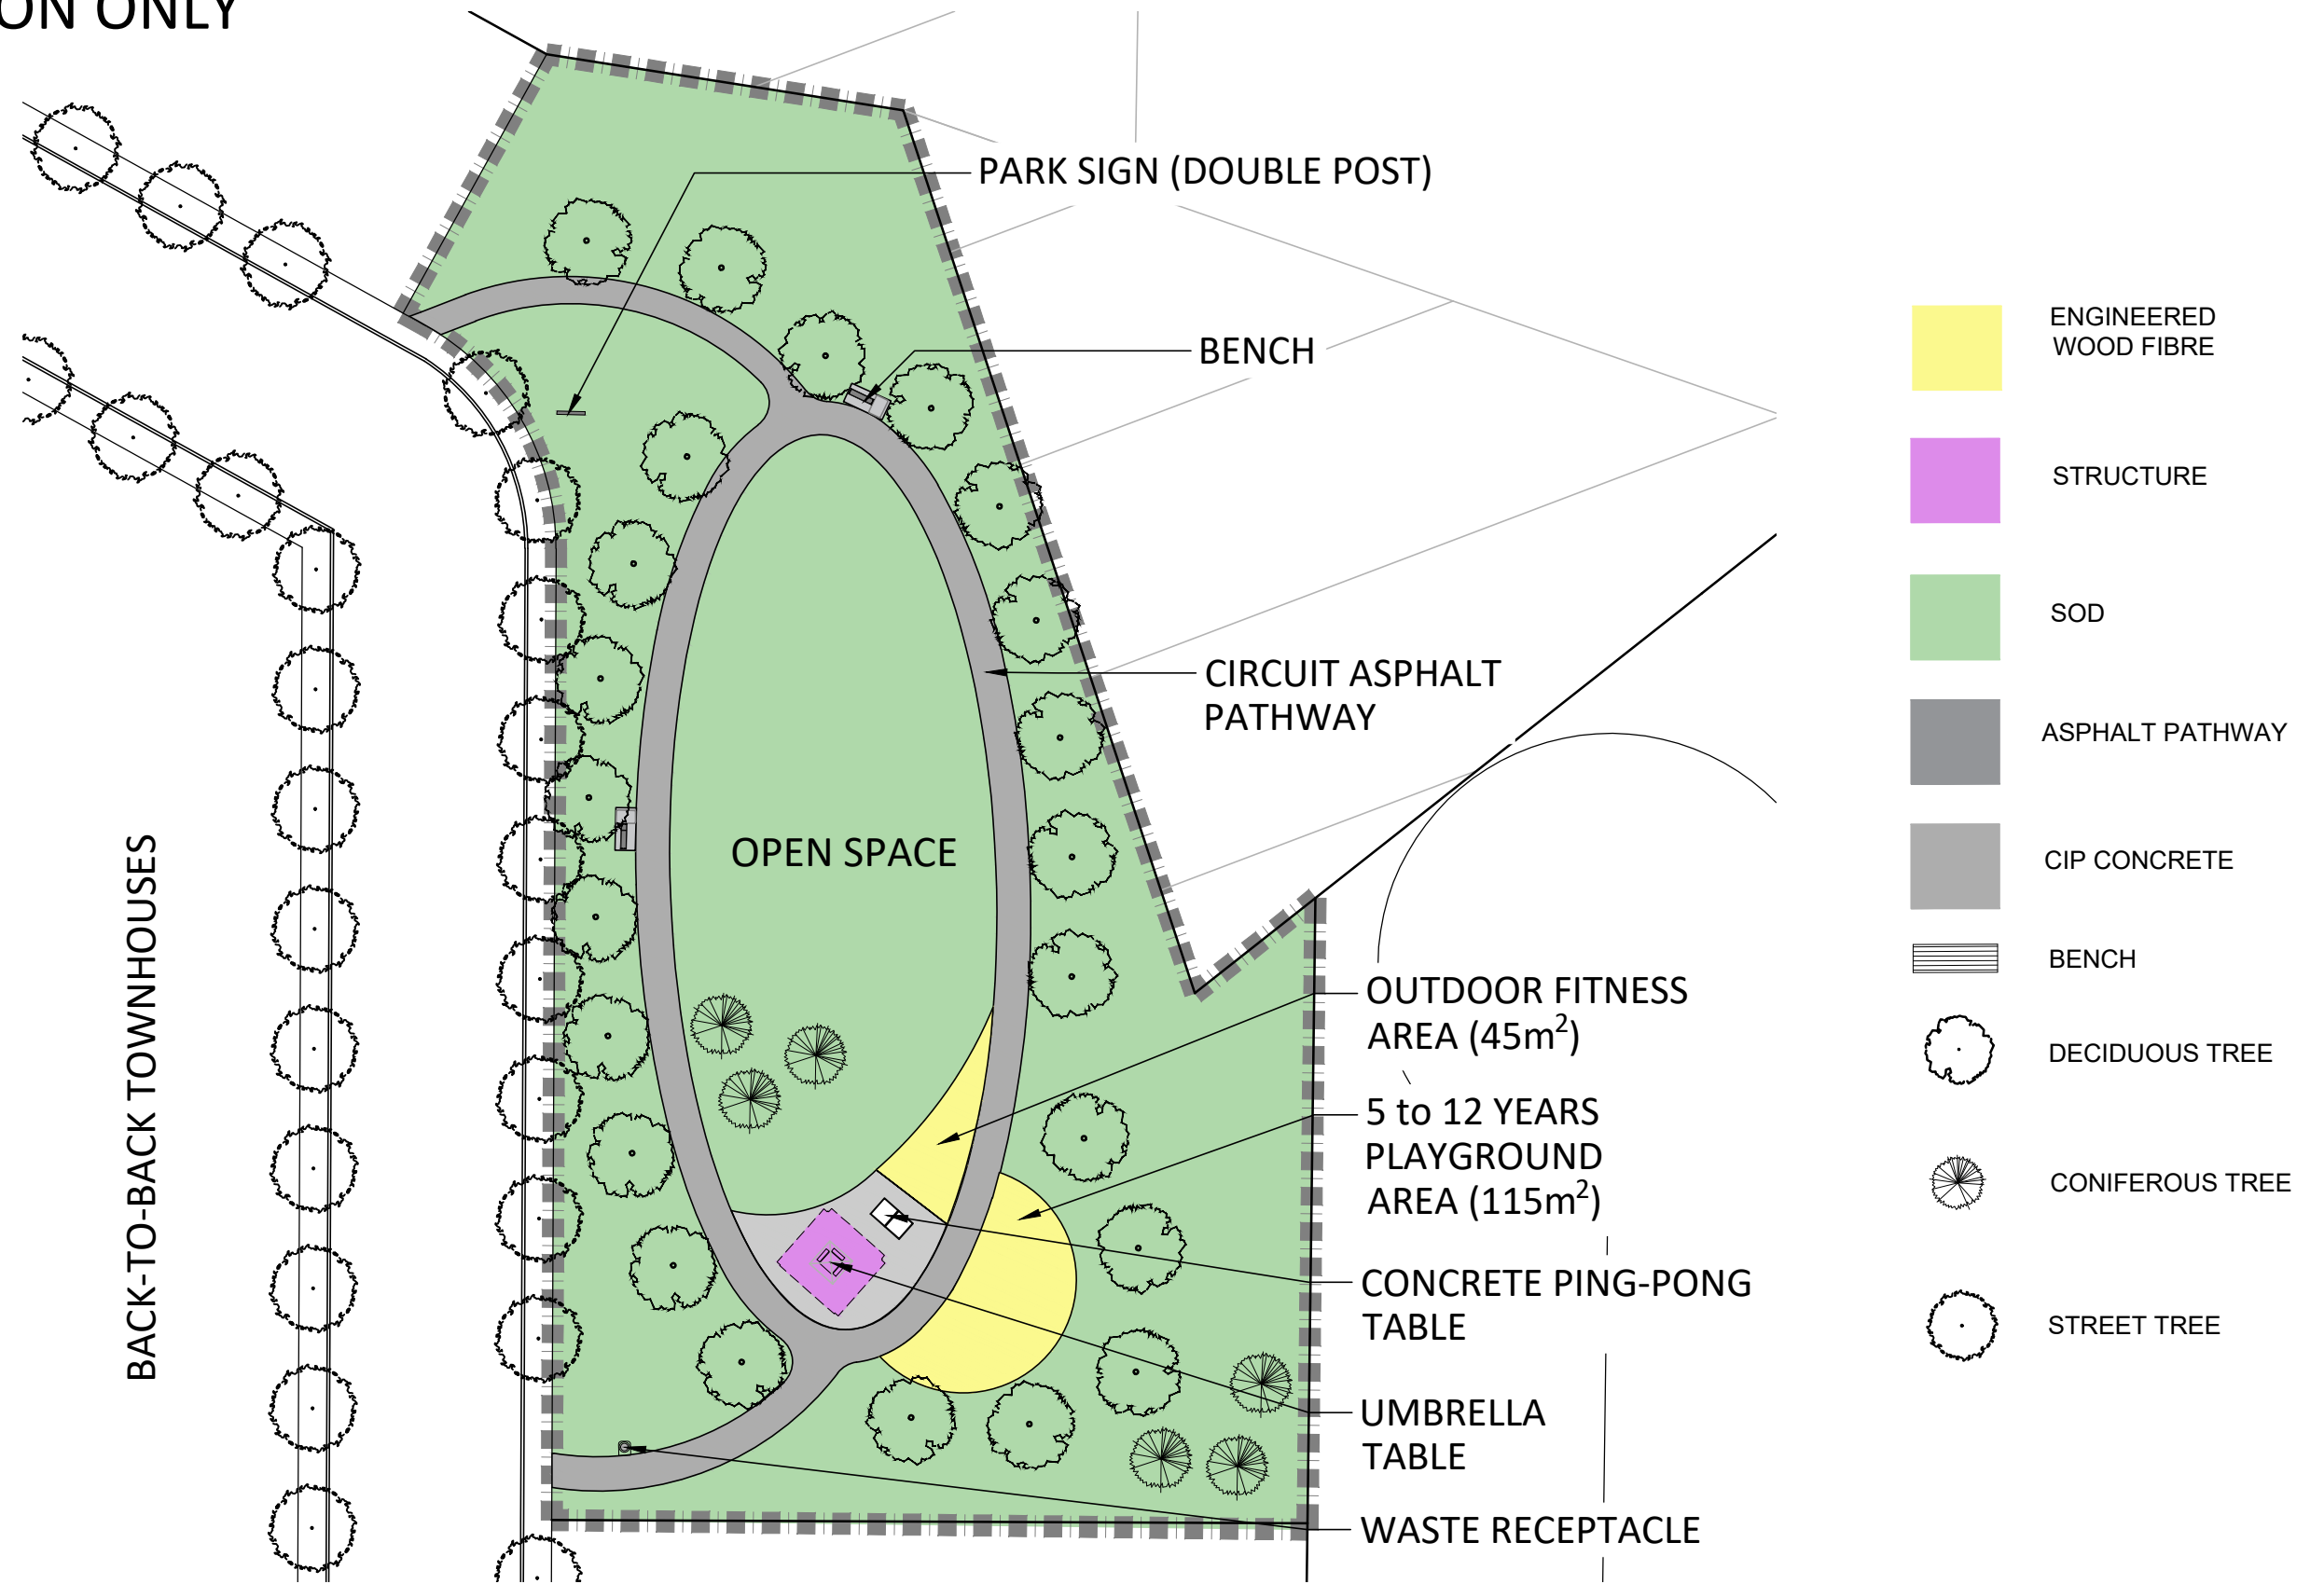 ON ONLY
PARK SIGN (DOUBLE POST)
BENCH
CIRCUIT ASPHALT
PATHWAY
OPEN SPACE
BACK-TO-BACK TOWNHOUSES
OUTDOOR FITNESS
AREA (45m²)
5 to 12 YEARS
PLAYGROUND
AREA (115m²)
CONCRETE PING-PONG
TABLE
UMBRELLA
TABLE
WASTE RECEPTACLE
ENGINEERED
WOOD FIBRE
STRUCTURE
SOD
ASPHALT PATHWAY
CIP CONCRETE
BENCH
DECIDUOUS TREE
CONIFEROUS TREE
STREET TREE